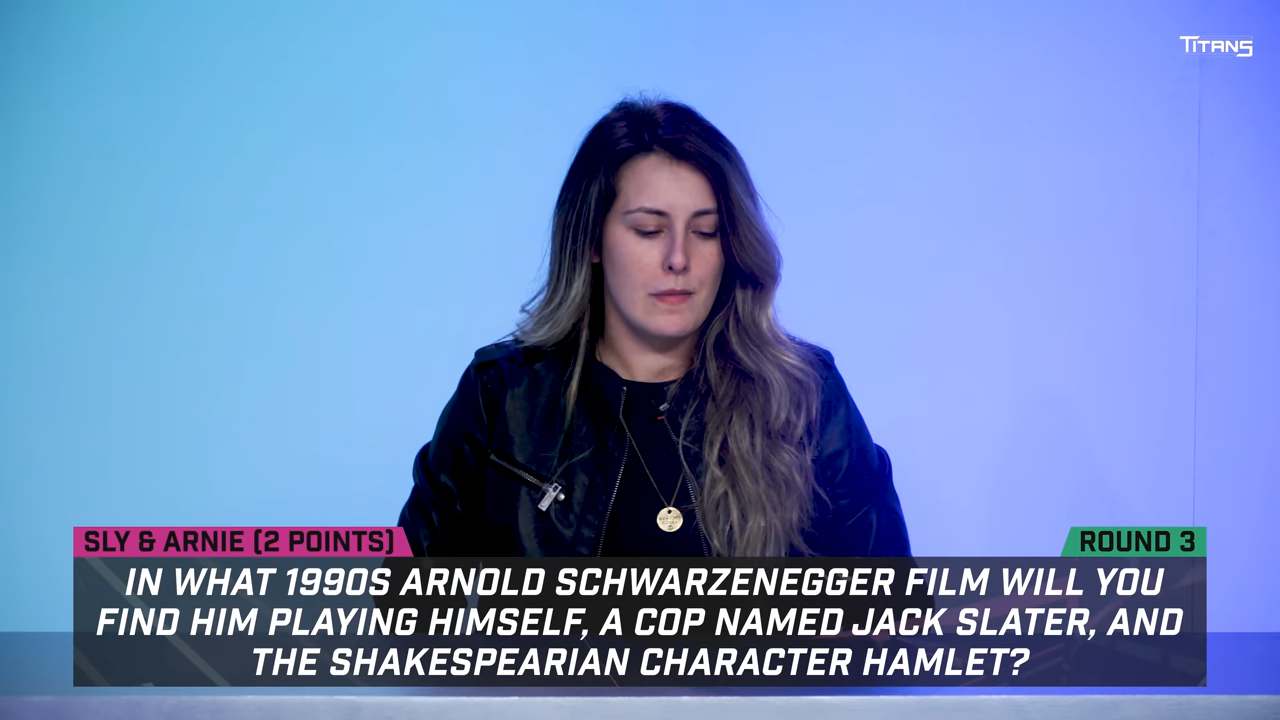 TITANS
SLY & ARNIE (2 POINTS)
ROUND 3
IN WHAT 1990S ARNOLD SCHWARZENEGGER FILM WILL YOU
FIND HIM PLAYING HIMSELF, A COP NAMED JACK SLATER, AND
THE SHAKESPEARIAN CHARACTER HAMLET?